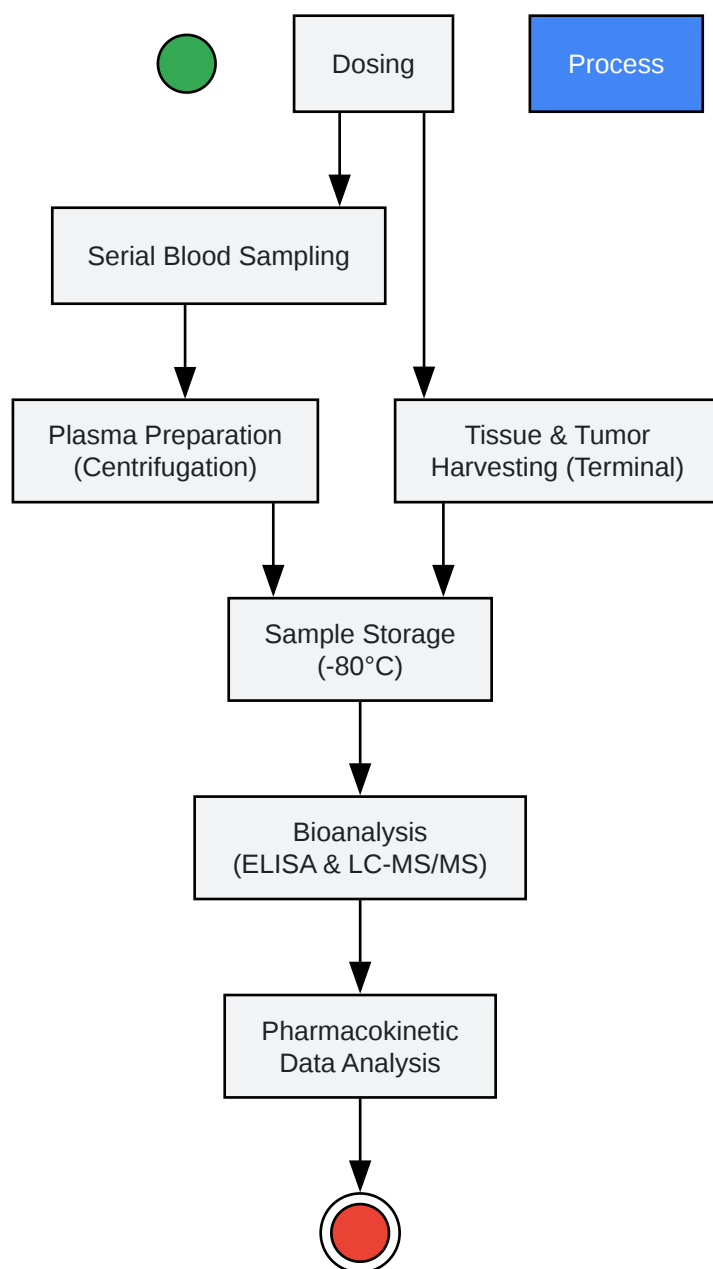 Dosing
Process
Serial Blood Sampling
Plasma Preparation
(Centrifugation)
Tissue & Tumor
Harvesting (Terminal)
Sample Storage
(-80°C)
Bioanalysis
(ELISA & LC-MS/MS)
Pharmacokinetic
Data Analysis